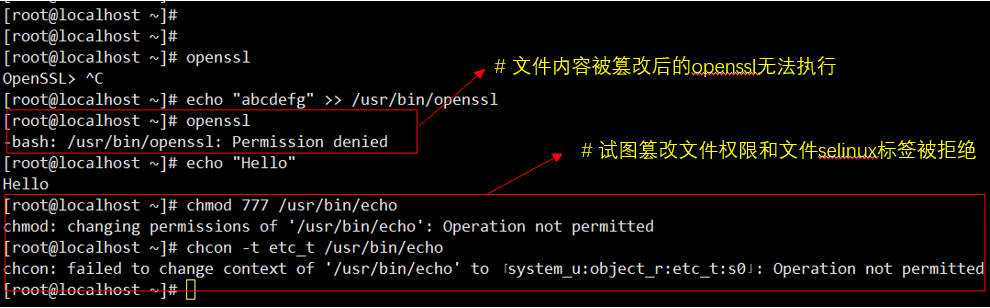 [root@localhost ~]#
[root@localhost ~]#
[root@localhost ~]# openssl
OpenSSL> ^C
# 文件内容被篡改后的openssl无法执行
[root@localhost ~]# echo "abcdefg" >> /usr/bin/openssl
[root@localhost ~]# openssl
-bash: /usr/bin/openssl: Permission denied
[root@localhost ~]# echo "Hello"
# 试图篡改文件权限和文件selinux标签被拒绝
Hello
[root@localhost ~]# chmod 777 /usr/bin/echo
chmod: changing permissions of '/usr/bin/echo': Operation not permitted
[root@localhost ~]# chcon -t etc_t /usr/bin/echo
chcon: failed to change context of '/usr/bin/echo' to 「system_u:object_r:etc_t:s0」: Operation not permitted
[root@localhost ~]#